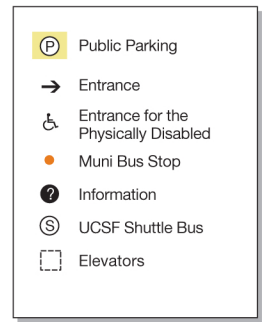 P Public Parking
Entrance
Entrance for the
Physically Disabled
Muni Bus Stop
? Information
S UCSF Shuttle Bus
Elevators